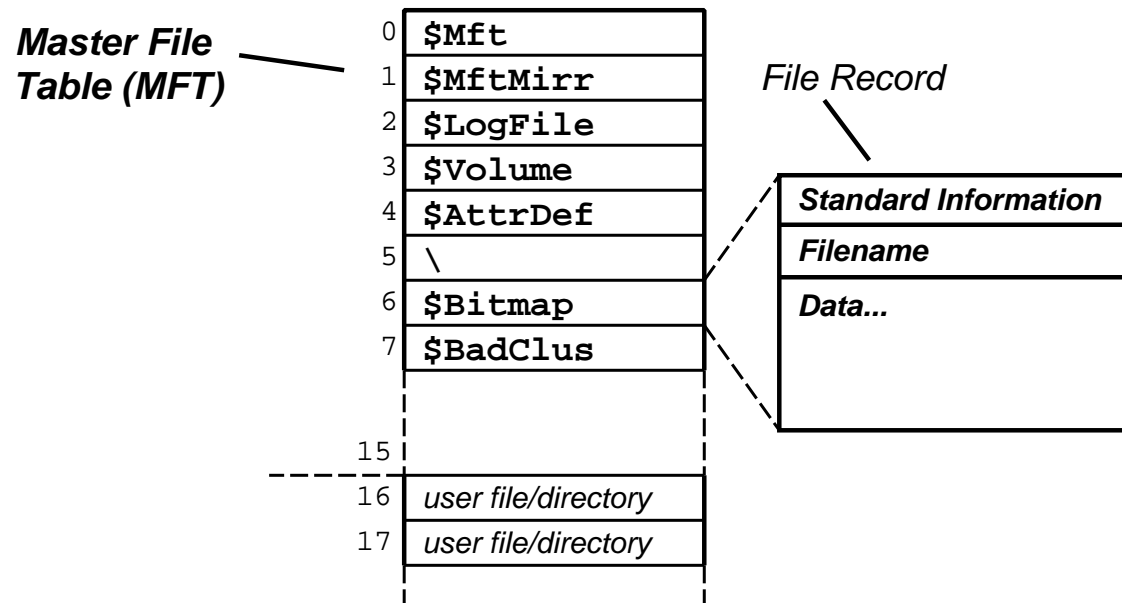 Master File
Table (MFT)
0 $Mft
1 $MftMirr
2 $LogFile
3 $Volume
4 $AttrDef
5 \
6 $Bitmap
7 $BadClus
15
16 user file/directory
17 user file/directory
File Record
Standard Information
Filename
Data...